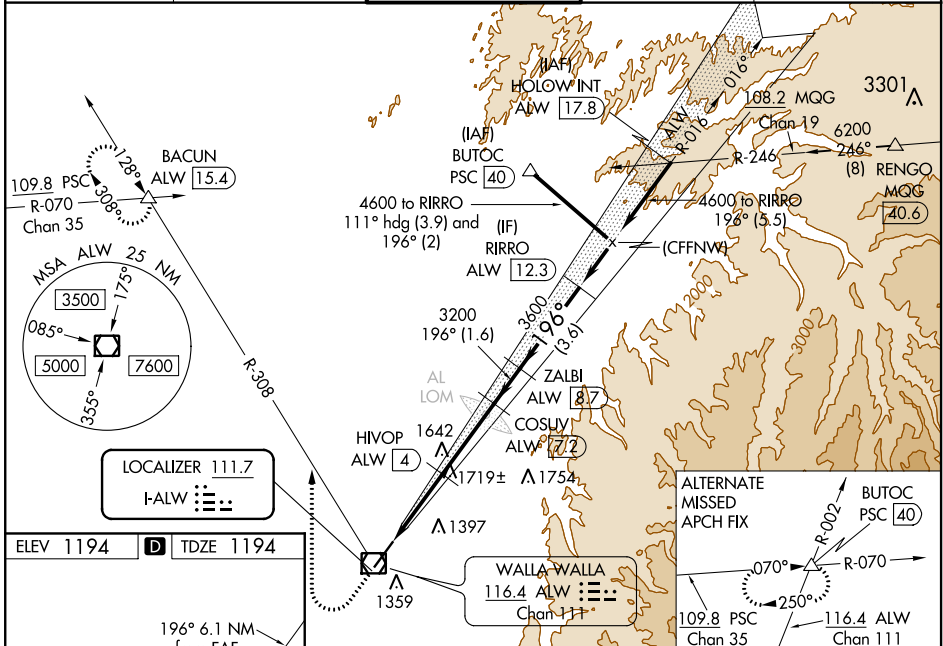 (IAF)
HOLOW INT
ALW 17.8
016°
ALW
R-016
108.2 MQG
Chan 19
3301
(IAF)
BUTOC
PSC 40
6200
246°
(8)
R-246
RENGO
MQG
40.6
128°
308°
BACUN
ALW 15.4
109.8 PSC
R-070
Chan 35
4600 to RIRRO
111° hdg (3.9) and
196° (2)
4600 to RIRRO
196° (5.5)
(IF)
RIRRO
ALW 12.3
(CFFNW)
MSA ALW 25 NM
3500
175°
085°
5000
7600
355°
3600
196°
(3.6)
2000
3000
3200
196° (1.6)
R-308
AL
LOM
ZALBI
ALW 8.7
COSUV
ALW 7.2
HIVOP
ALW 4
1642
1719±
1754
1397
1359
LOCALIZER 111.7
I-ALW
ELEV 1194 D TDZE 1194
196° 6.1 NM
from FAF
WALLA WALLA
116.4 ALW
Chan 111
ALTERNATE
MISSED
APCH FIX
BUTOC
PSC 40
R-002
070°
R-070
250°
109.8 PSC
Chan 35
116.4 ALW
Chan 111